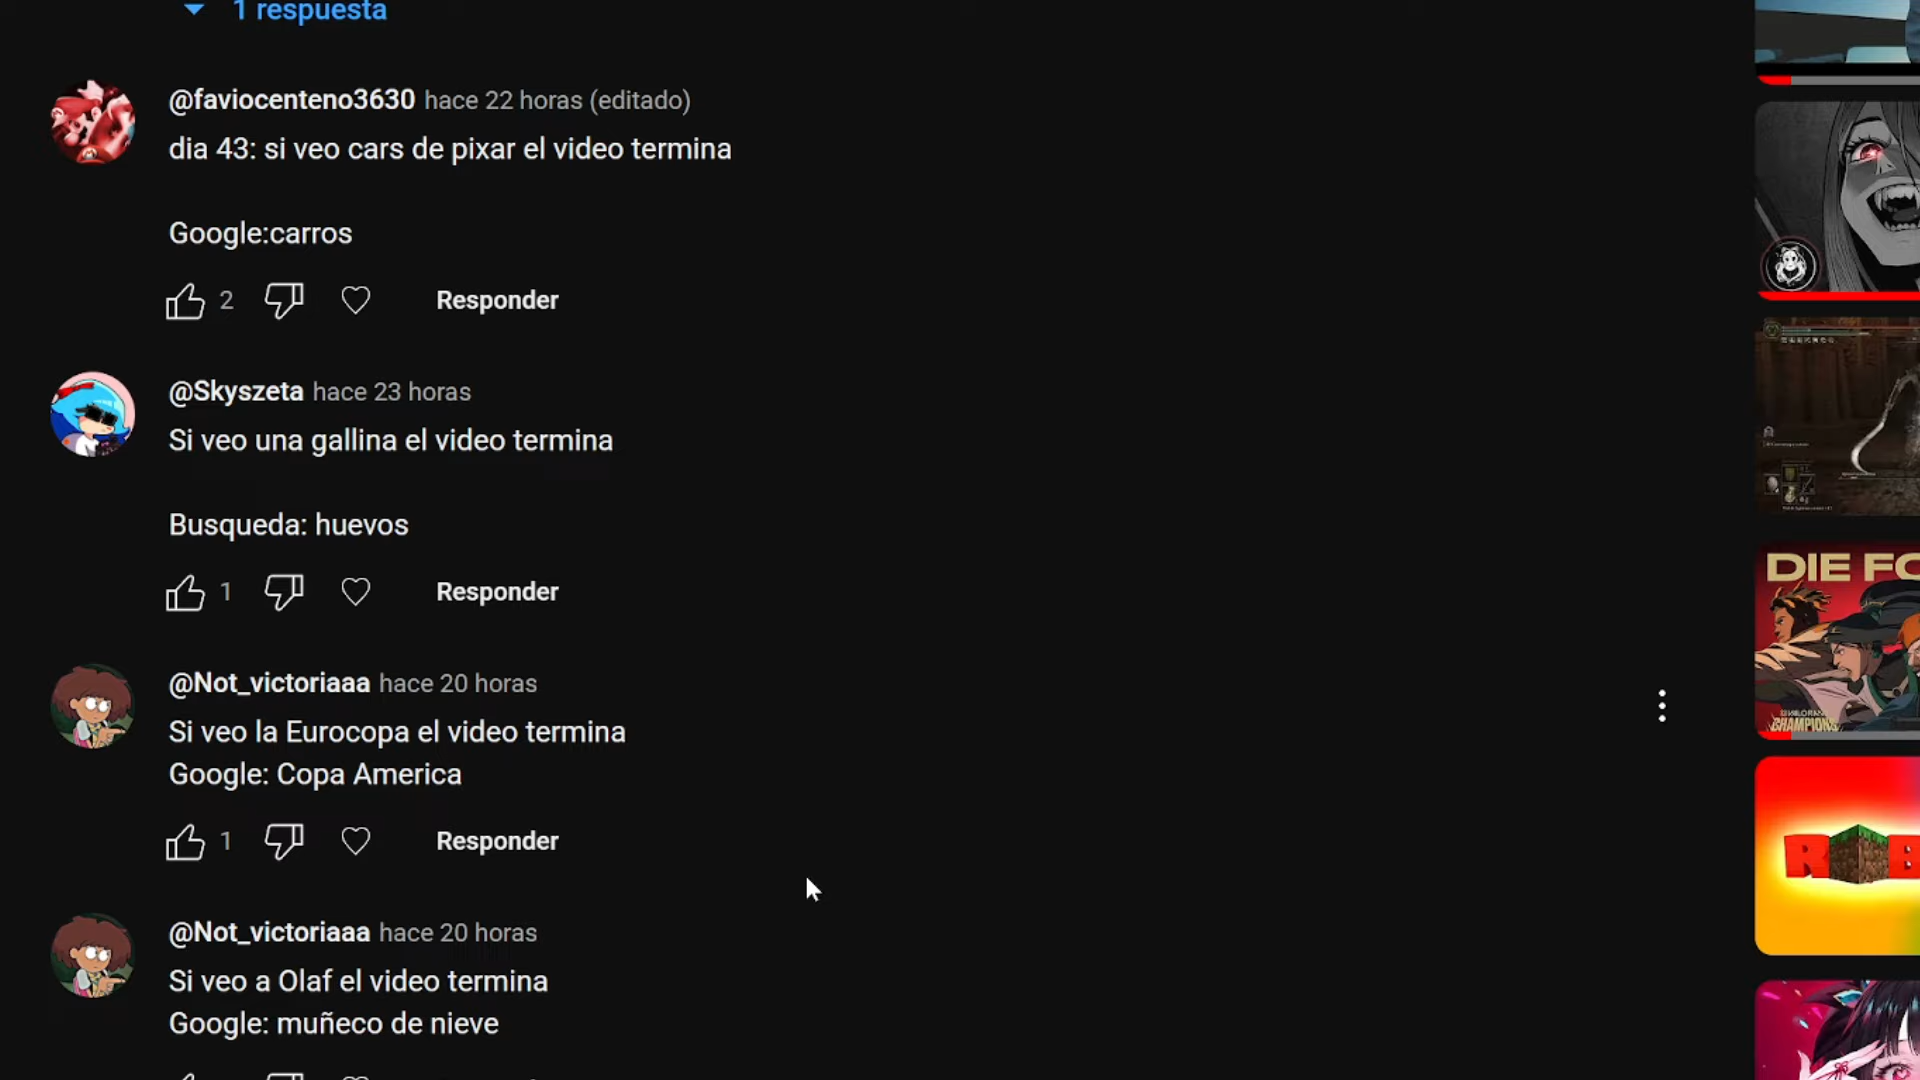 1 respuesta
@faviocenteno3630 hace 22 horas (editado)
dia 43: si veo cars de pixar el video termina
Google:carros
2
Responder
@Skyszeta hace 23 horas
Si veo una gallina el video termina
Busqueda: huevos
1
Responder
@Not_victoriaaa hace 20 horas
Si veo la Eurocopa el video termina
Google: Copa America
1
Responder
@Not_victoriaaa hace 20 horas
Si veo a Olaf el video termina
Google: muñeco de nieve
DIE FO
CHAMPIONS
R B